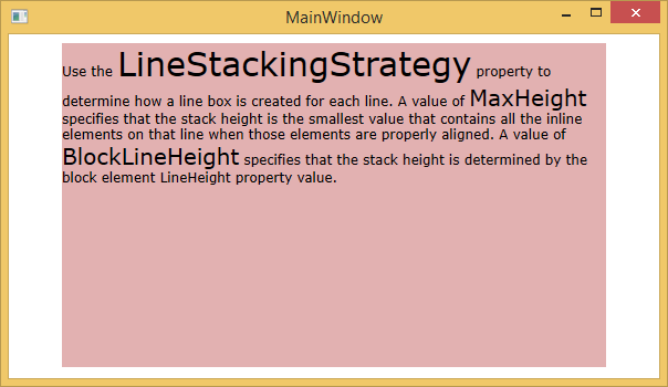 MainWindow
Use the LineStackingStrategy property to
determine how a line box is created for each line. A value of MaxHeight
specifies that the stack height is the smallest value that contains all the inline
elements on that line when those elements are properly aligned. A value of
BlockLineHeight specifies that the stack height is determined by the
block element LineHeight property value.